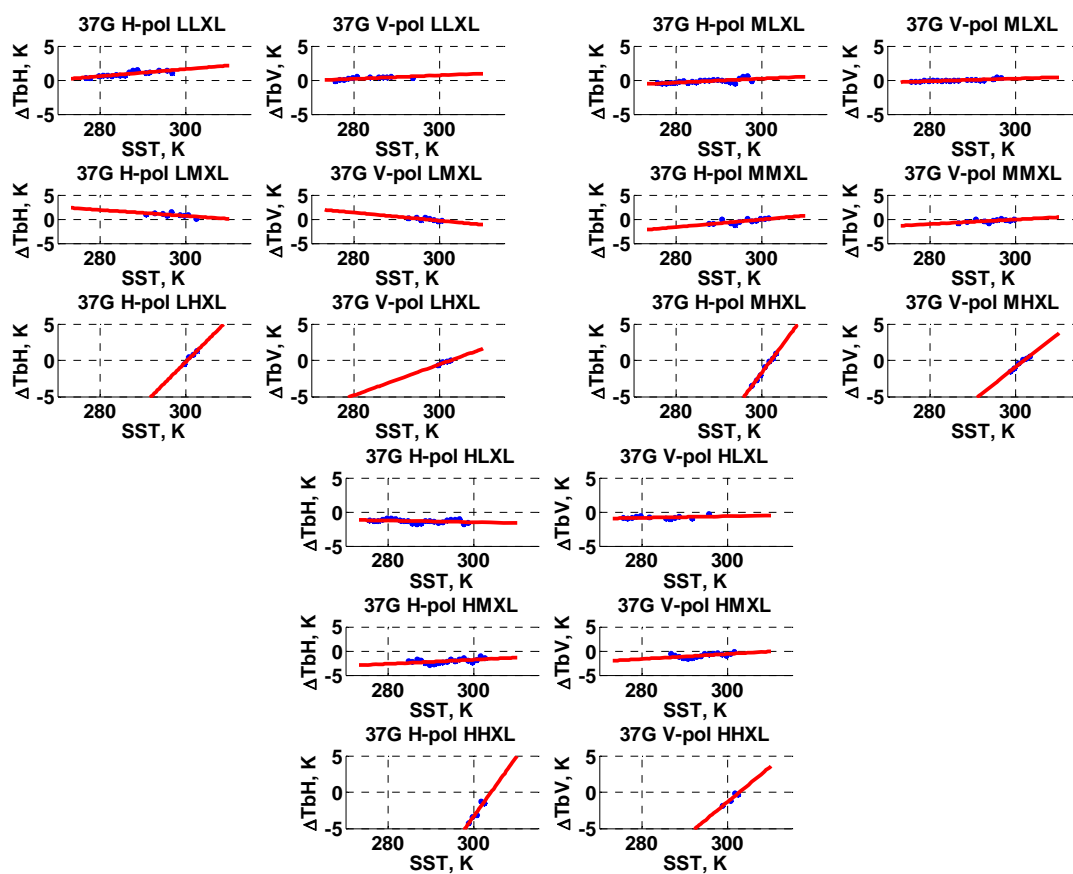 37G H-pol LLXL
ΔTbH, K
5
0
-5
280 300
SST, K
37G V-pol LLXL
ΔTbV, K
5
0
-5
280 300
SST, K
37G H-pol MLXL
ΔTbH, K
5
0
-5
280 300
SST, K
37G V-pol MLXL
ΔTbV, K
5
0
-5
280 300
SST, K
37G H-pol LMXL
ΔTbH, K
5
0
-5
280 300
SST, K
37G V-pol LMXL
ΔTbV, K
5
0
-5
280 300
SST, K
37G H-pol MMXL
ΔTbH, K
5
0
-5
280 300
SST, K
37G V-pol MMXL
ΔTbV, K
5
0
-5
280 300
SST, K
37G H-pol LHXL
ΔTbH, K
5
0
-5
280 300
SST, K
37G V-pol LHXL
ΔTbV, K
5
0
-5
280 300
SST, K
37G H-pol MHXL
ΔTbH, K
5
0
-5
280 300
SST, K
37G V-pol MHXL
ΔTbV, K
5
0
-5
280 300
SST, K
37G H-pol HLXL
ΔTbH, K
5
0
-5
280 300
SST, K
37G V-pol HLXL
ΔTbV, K
5
0
-5
280 300
SST, K
37G H-pol HMXL
ΔTbH, K
5
0
-5
280 300
SST, K
37G V-pol HMXL
ΔTbV, K
5
0
-5
280 300
SST, K
37G H-pol HHXL
ΔTbH, K
5
0
-5
280 300
SST, K
37G V-pol HHXL
ΔTbV, K
5
0
-5
280 300
SST, K